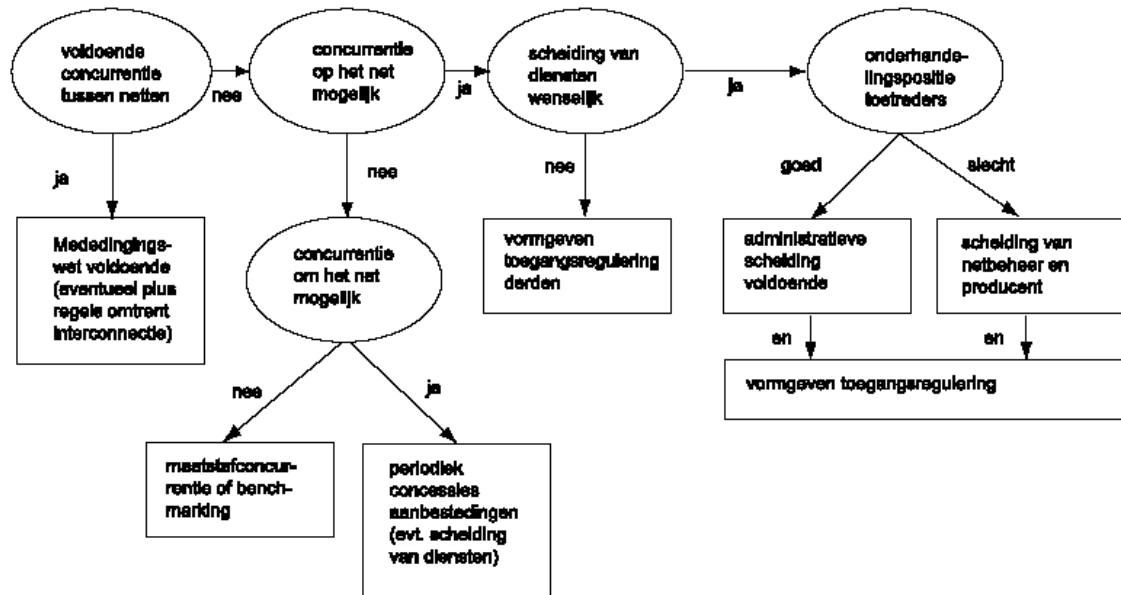 voldoende
concurrentie
tussen netten
nee
concurrentie
op het net
mogelijk
ja
scheiding van
diensten
wenselijk
ja
onderhande-
lingspositie
toetreders
ja
nee
nee
goed
slecht
Mededingings-
wet voldoende
(eventueel plus
regels omtrent
interconnectie)
concurrentie
om het net
mogelijk
vormgeven
toegangsregulering
derden
administratieve
scheiding
voldoende
scheiding van
netbeheer en
producent
en
en
vormgeven toegangsregulering
nee
ja
maatstafconcur-
rentie of bench-
marking
periodiek
concessies
aanbestedingen
(evt. scheiding
van diensten)